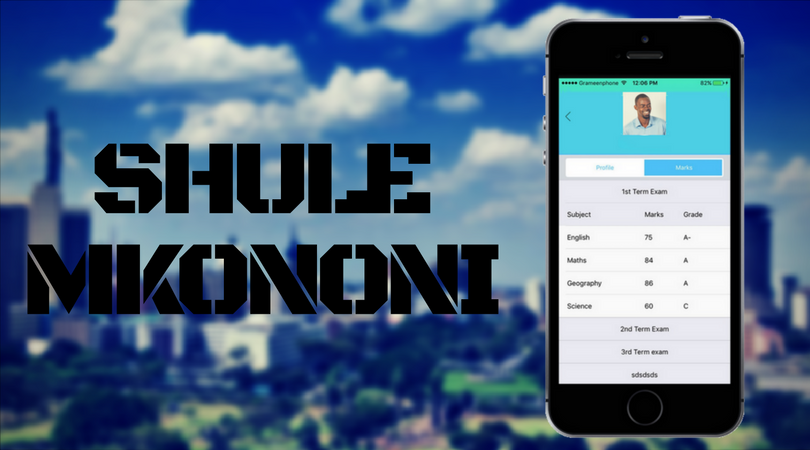 SHULE
MKONONI
Grameenphone 12:06 PM 82%
Profile Marks
1st Term Exam
Subject Marks Grade
English 75 A-
Maths 84 A
Geography 86 A
Science 60 C
2nd Term Exam
3rd Term exam
sdsdsds